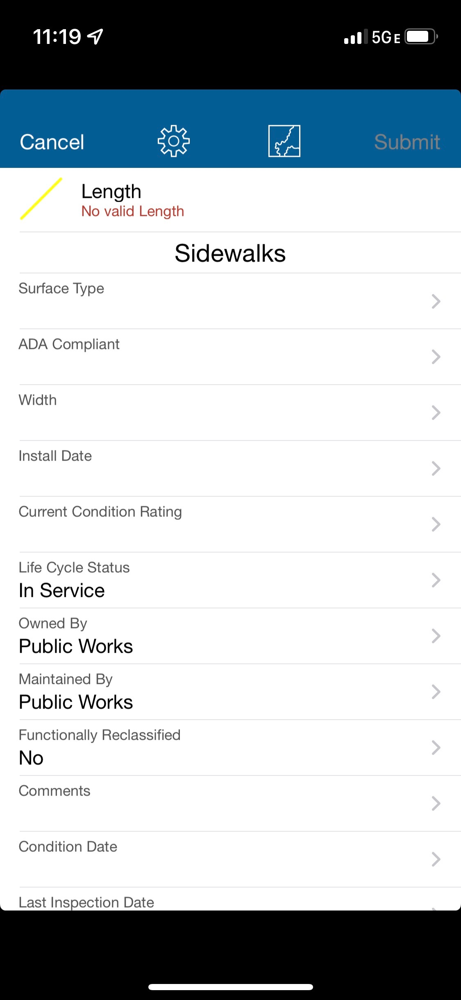 11:19
5GE
Cancel
Submit
Length
No valid Length
Sidewalks
Surface Type
ADA Compliant
Width
Install Date
Current Condition Rating
Life Cycle Status
In Service
Owned By
Public Works
Maintained By
Public Works
Functionally Reclassified
No
Comments
Condition Date
Last Inspection Date